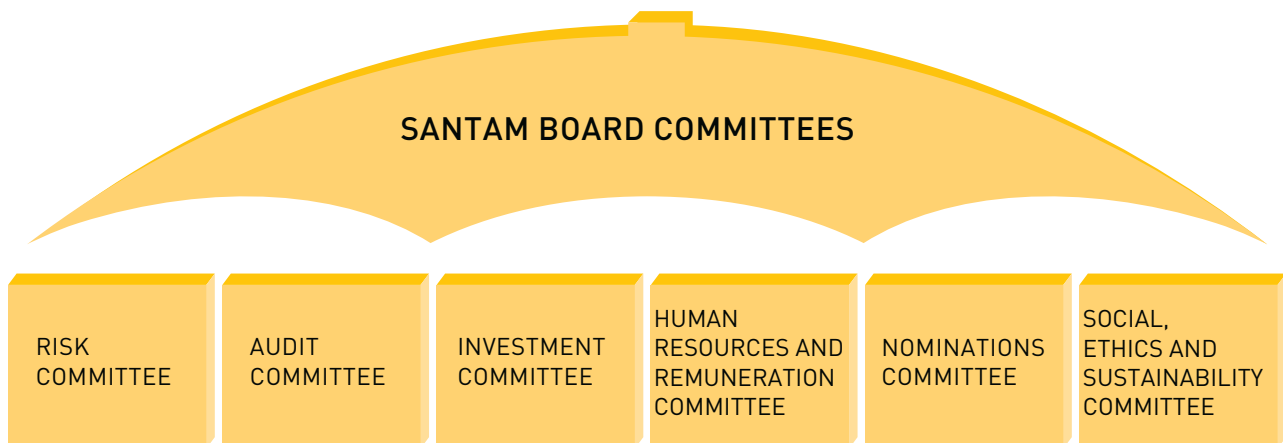 SANTAM BOARD COMMITTEES
RISK
COMMITTEE
AUDIT
COMMITTEE
INVESTMENT
COMMITTEE
HUMAN
RESOURCES AND
REMUNERATION
COMMITTEE
NOMINATIONS
COMMITTEE
SOCIAL,
ETHICS AND
SUSTAINABILITY
COMMITTEE